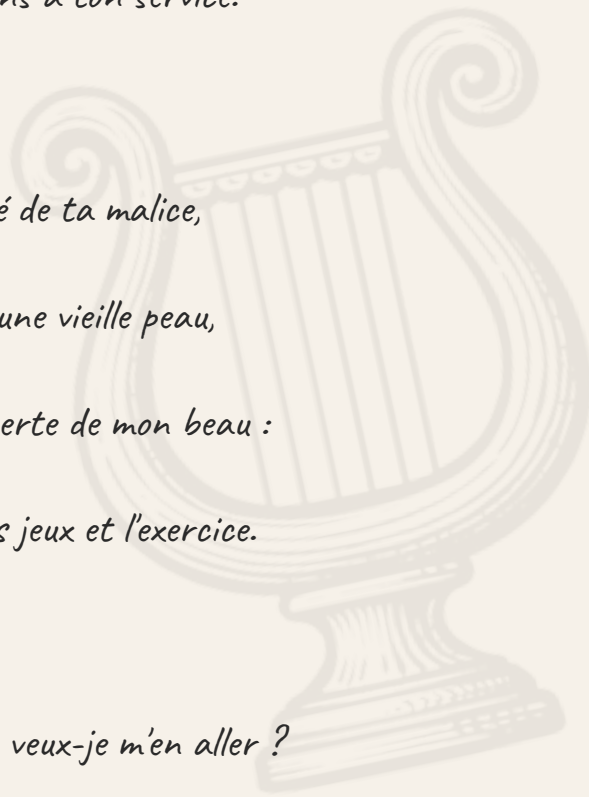 ns à ton service.
é de ta malice,
une vieille peau,
erte de mon beau :
s jeux et l'exercice.
veux-je m'en aller ?